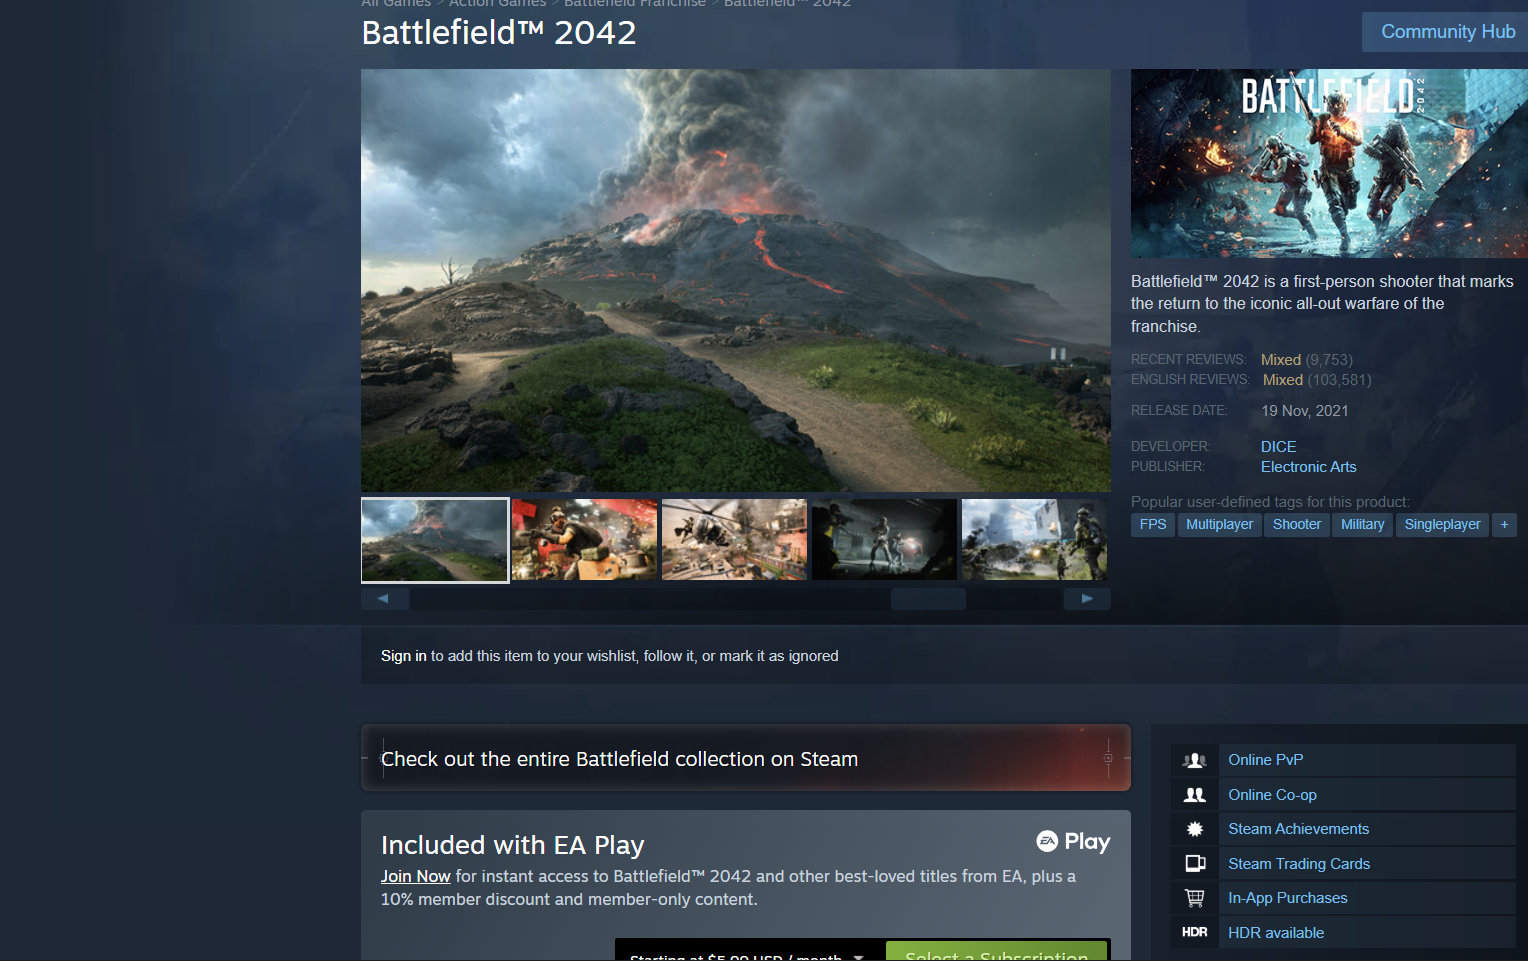 All Games > Action Games > Battlefield Franchise > Battlefield™ 2042
Battlefield™ 2042
Community Hub
BATTLEFIELD 2042
Battlefield™ 2042 is a first-person shooter that marks
the return to the iconic all-out warfare of the
franchise.
RECENT REVIEWS: Mixed (9,753)
ENGLISH REVIEWS: Mixed (103,581)
RELEASE DATE: 19 Nov, 2021
DEVELOPER: DICE
PUBLISHER: Electronic Arts
Popular user-defined tags for this product:
FPS Multiplayer Shooter Military Singleplayer +
Sign in to add this item to your wishlist, follow it, or mark it as ignored
Check out the entire Battlefield collection on Steam
Included with EA Play
EA Play
Join Now for instant access to Battlefield™ 2042 and other best-loved titles from EA, plus a
10% member discount and member-only content.
Starting at $5.99 USD / month
Select a Subscription
Online PvP
Online Co-op
Steam Achievements
Steam Trading Cards
In-App Purchases
HDR HDR available